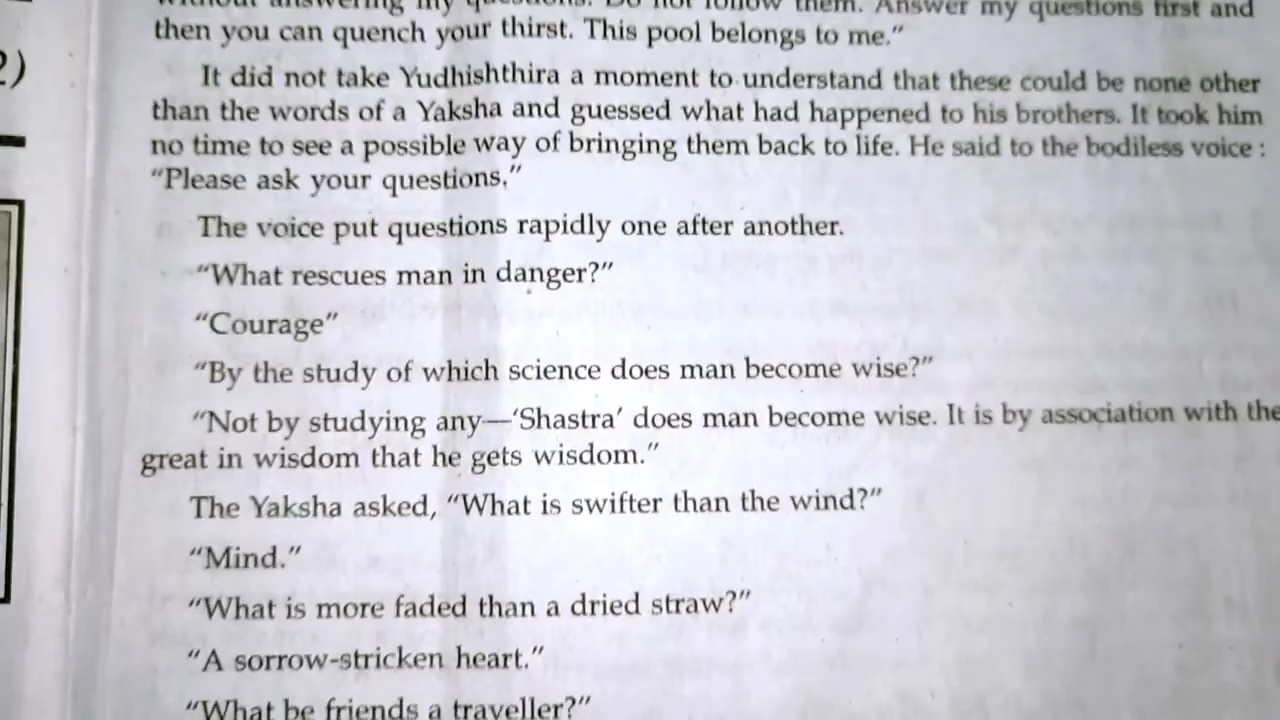 without answering my questions. Do not follow them. Answer my questions first and
then you can quench your thirst. This pool belongs to me.”
2)
It did not take Yudhishthira a moment to understand that these could be none other
than the words of a Yaksha and guessed what had happened to his brothers. It took him
no time to see a possible way of bringing them back to life. He said to the bodiless voice :
“Please ask your questions.”
The voice put questions rapidly one after another.
“What rescues man in danger?”
“Courage”
“By the study of which science does man become wise?”
“Not by studying any—‘Shastra’ does man become wise. It is by association with the
great in wisdom that he gets wisdom.”
The Yaksha asked, “What is swifter than the wind?”
“Mind.”
“What is more faded than a dried straw?”
“A sorrow-stricken heart.”
“What be friends a traveller?”